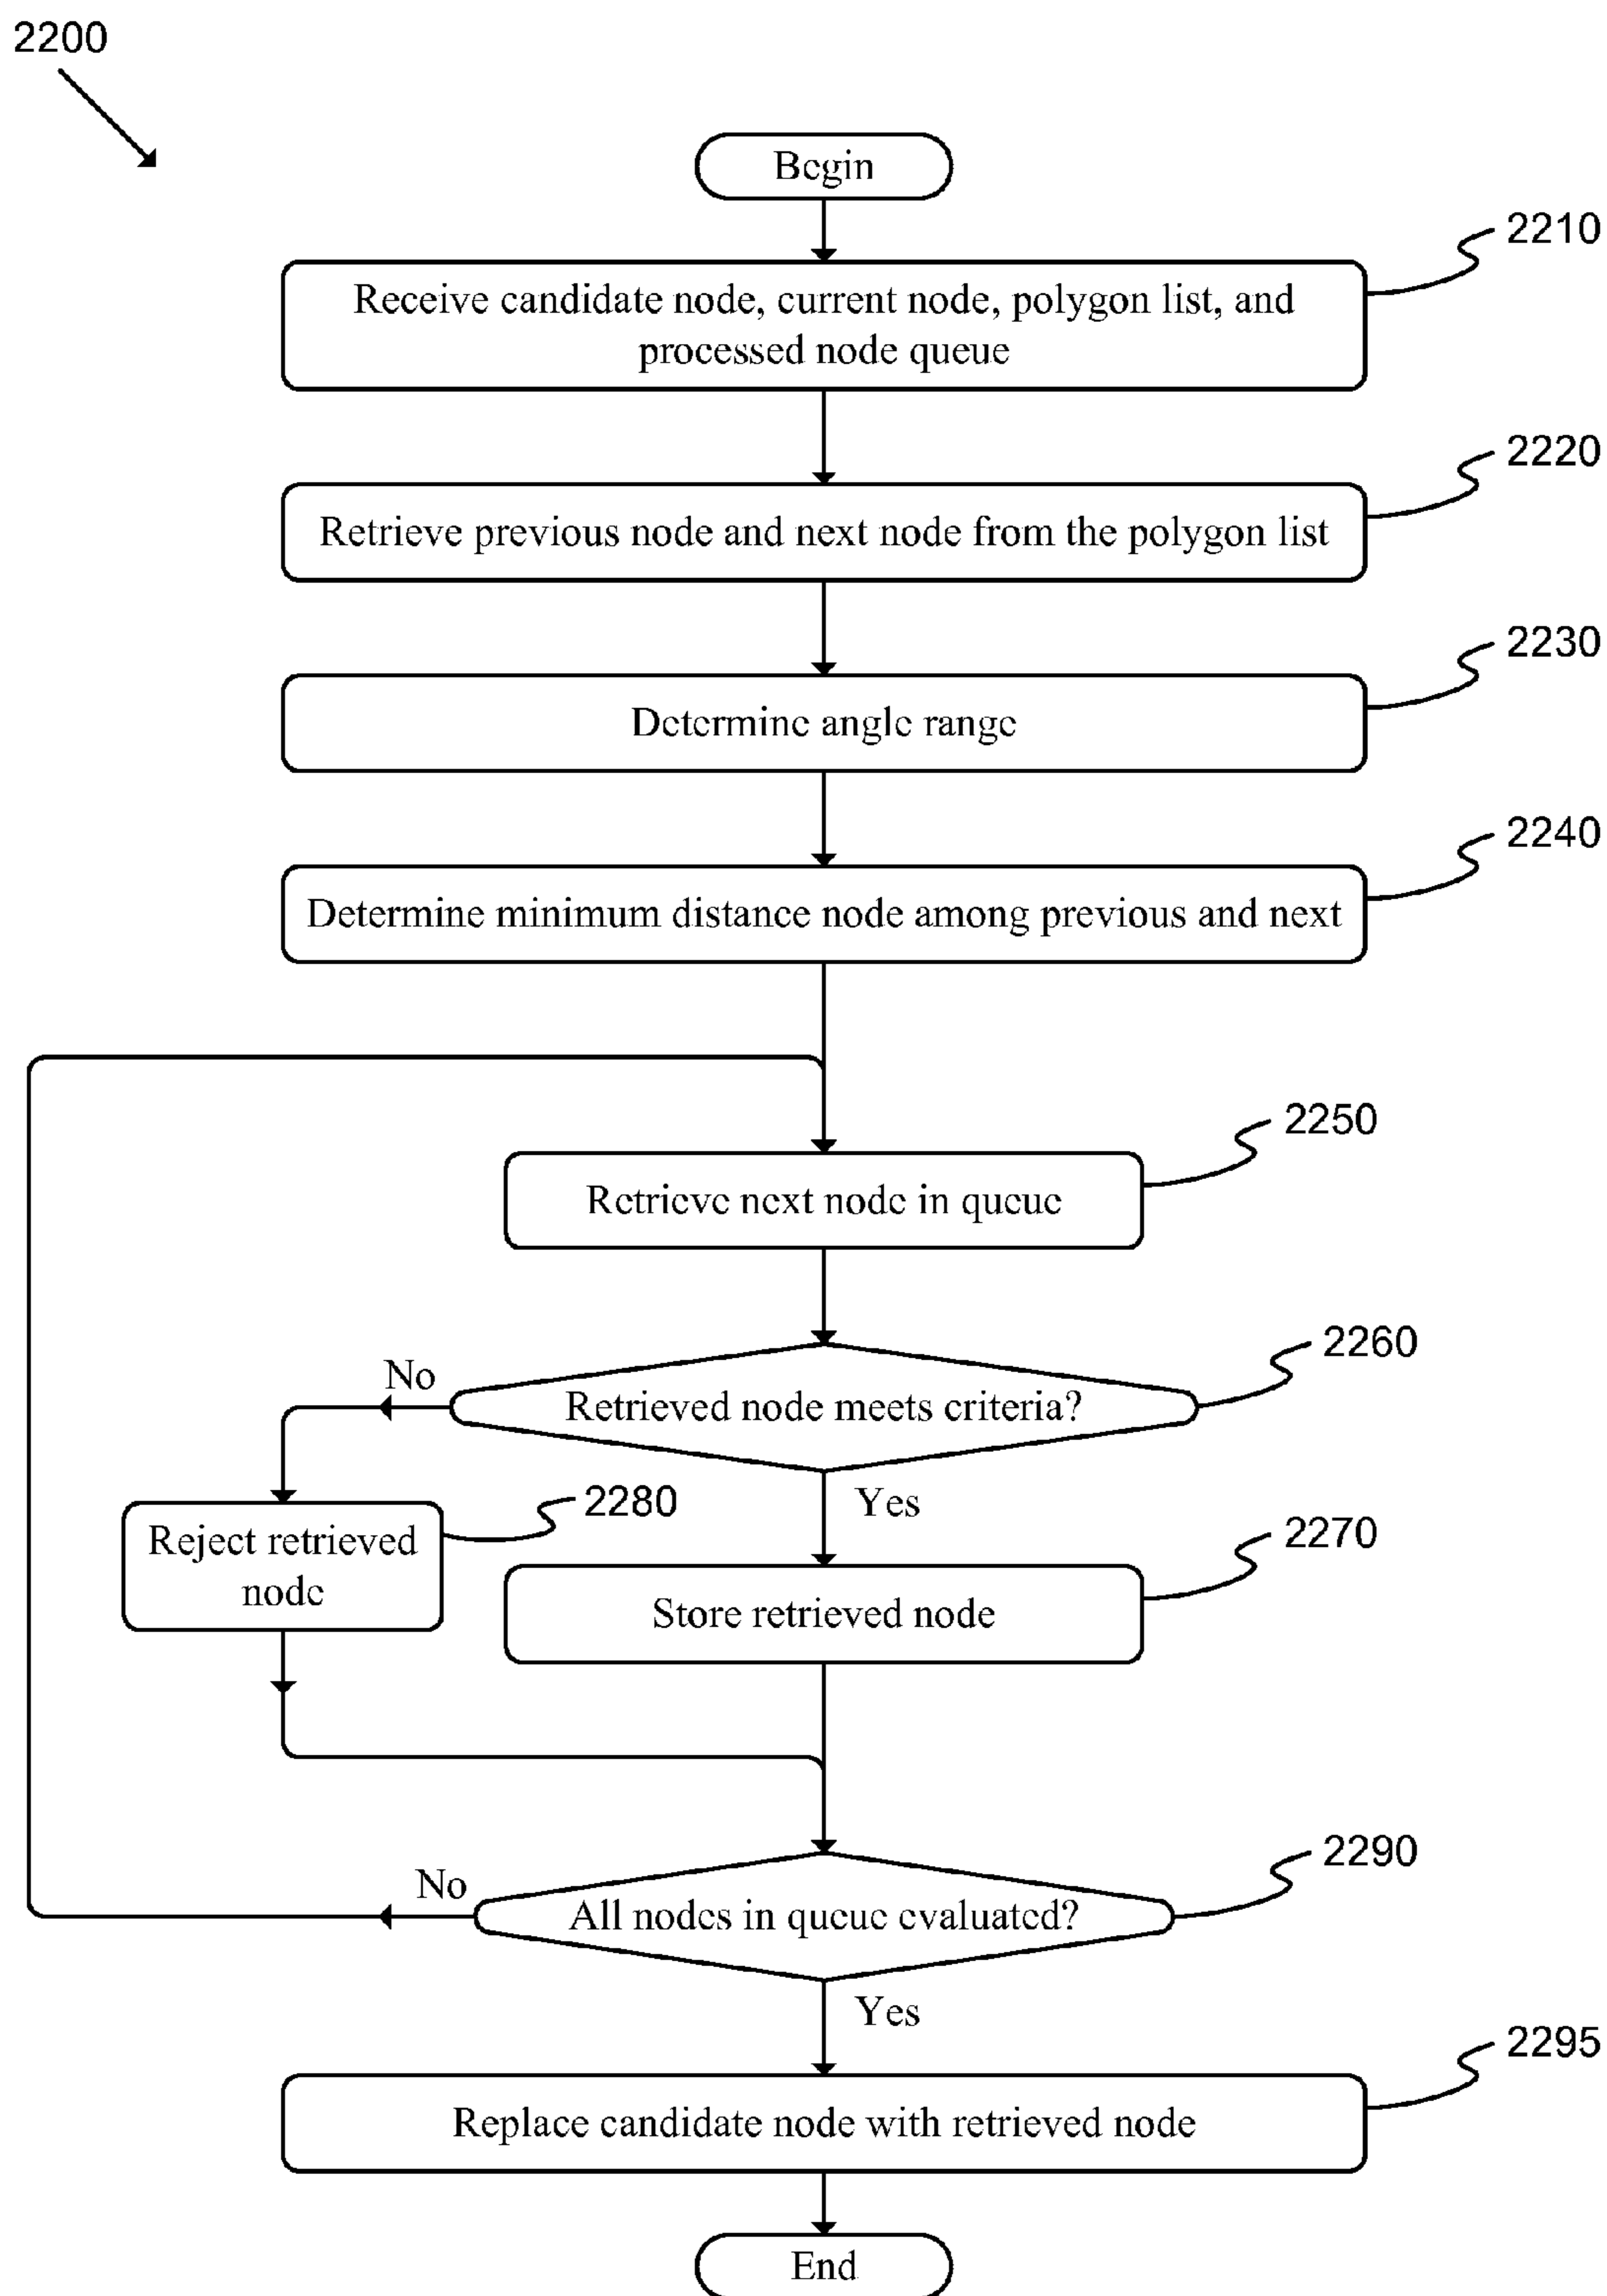 2200
Begin
2210
Receive candidate node, current node, polygon list, and
processed node queue
2220
Retrieve previous node and next node from the polygon list
2230
Determine angle range
2240
Determine minimum distance node among previous and next
2250
Retrieve next node in queue
2260
No
Retrieved node meets criteria?
Yes
2280
Reject retrieved
node
2270
Store retrieved node
2290
No
All nodes in queue evaluated?
Yes
2295
Replace candidate node with retrieved node
End